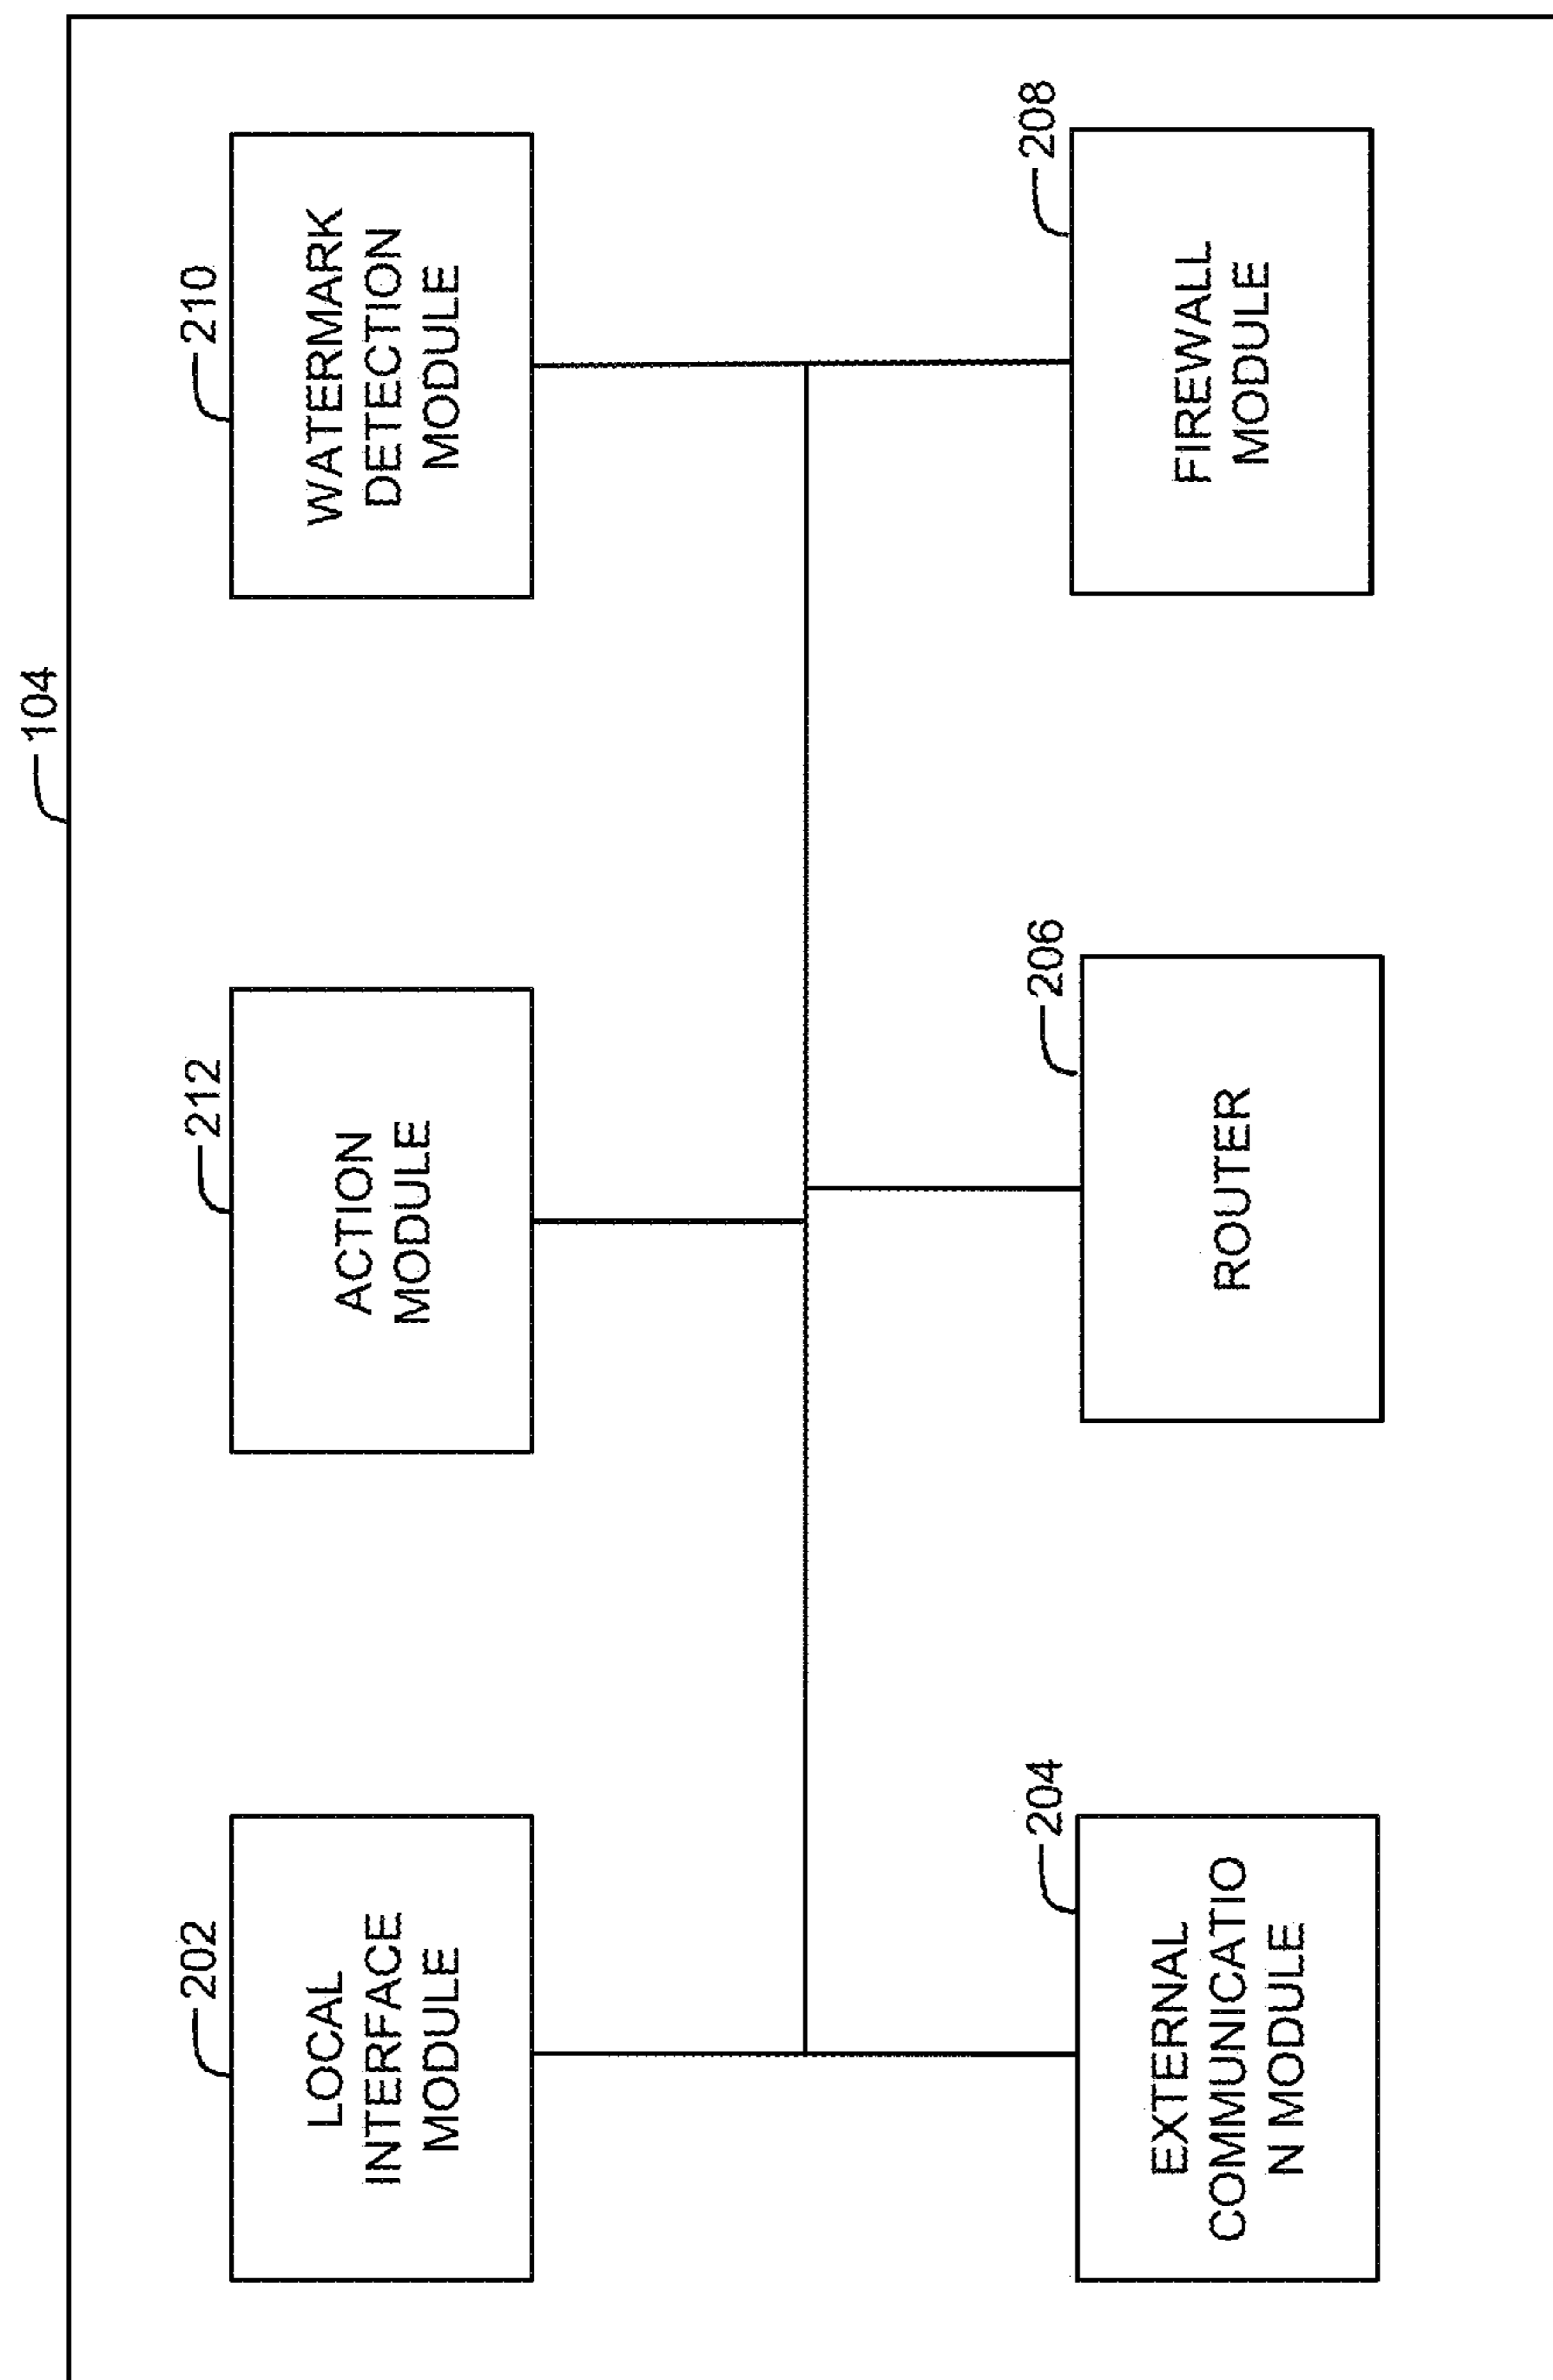 104
202
LOCAL
INTERFACE
MODULE
212
ACTION
MODULE
210
WATERMARK
DETECTION
MODULE
204
EXTERNAL
COMMUNICATIO
N MODULE
206
ROUTER
208
FIREWALL
MODULE